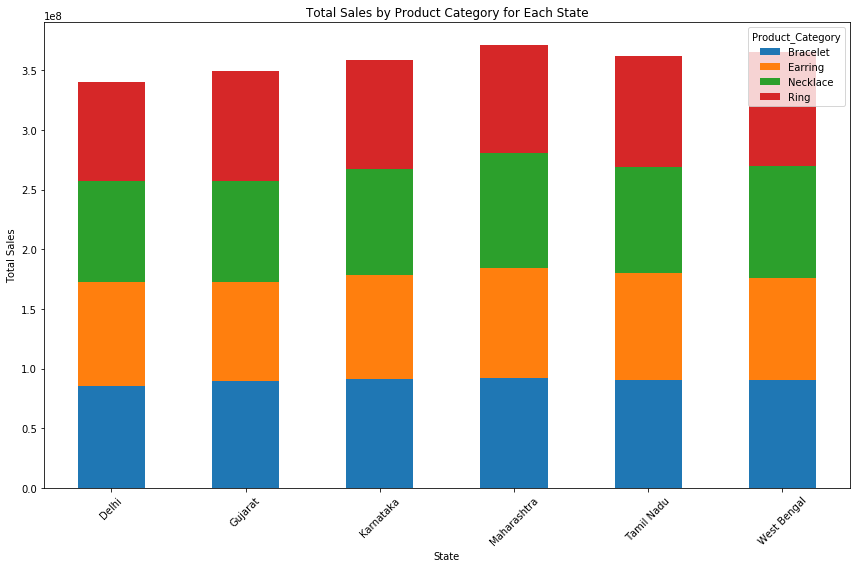 Total Sales by Product Category for Each State
1e8
Product_Category
Bracelet
Earring
Necklace
Ring
3.5
3.0
2.5
2.0
1.5
1.0
0.5
0.0
Total Sales
Delhi
Gujarat
Karnataka
Maharashtra
Tamil Nadu
West Bengal
State